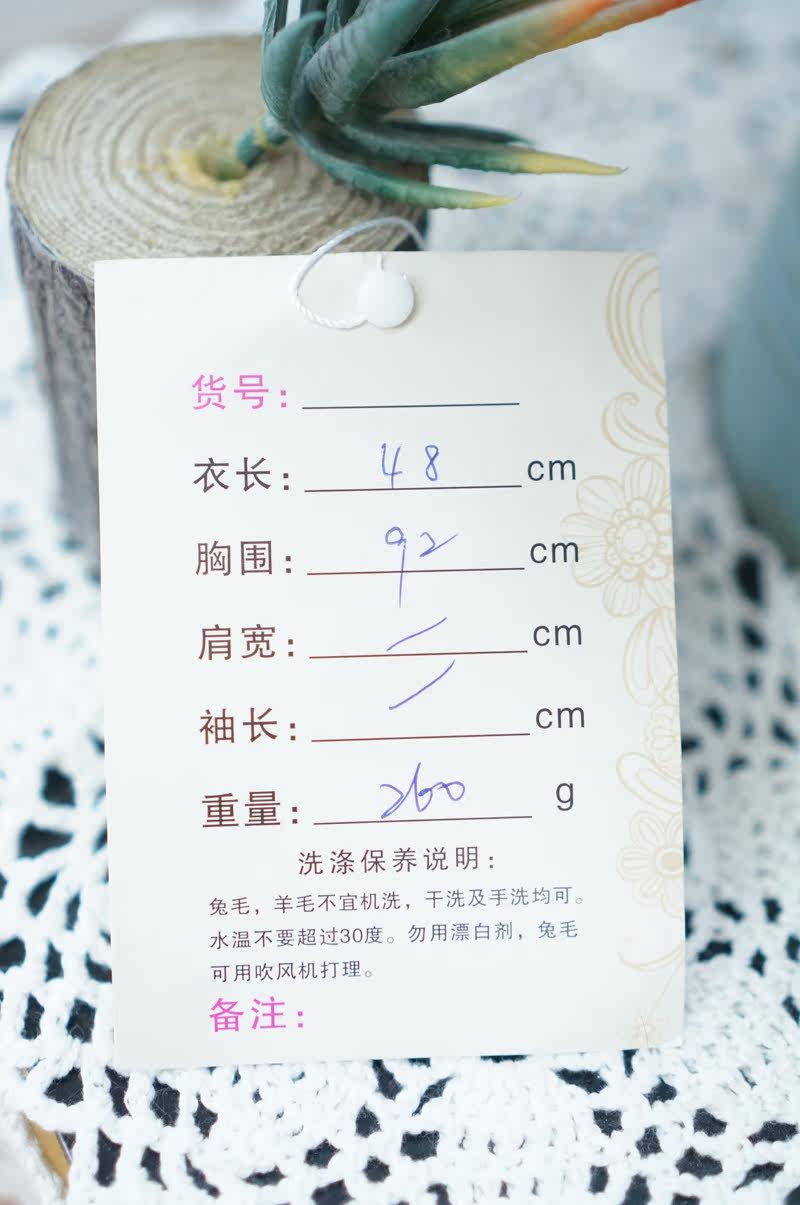 货号：
衣长： 48 cm
胸围： 92 cm
肩宽： / cm
袖长： / cm
重量： 260 g
洗涤保养说明：
兔毛，羊毛不宜机洗，干洗及手洗均可。
水温不要超过30度。勿用漂白剂，兔毛
可用吹风机打理。
备注：